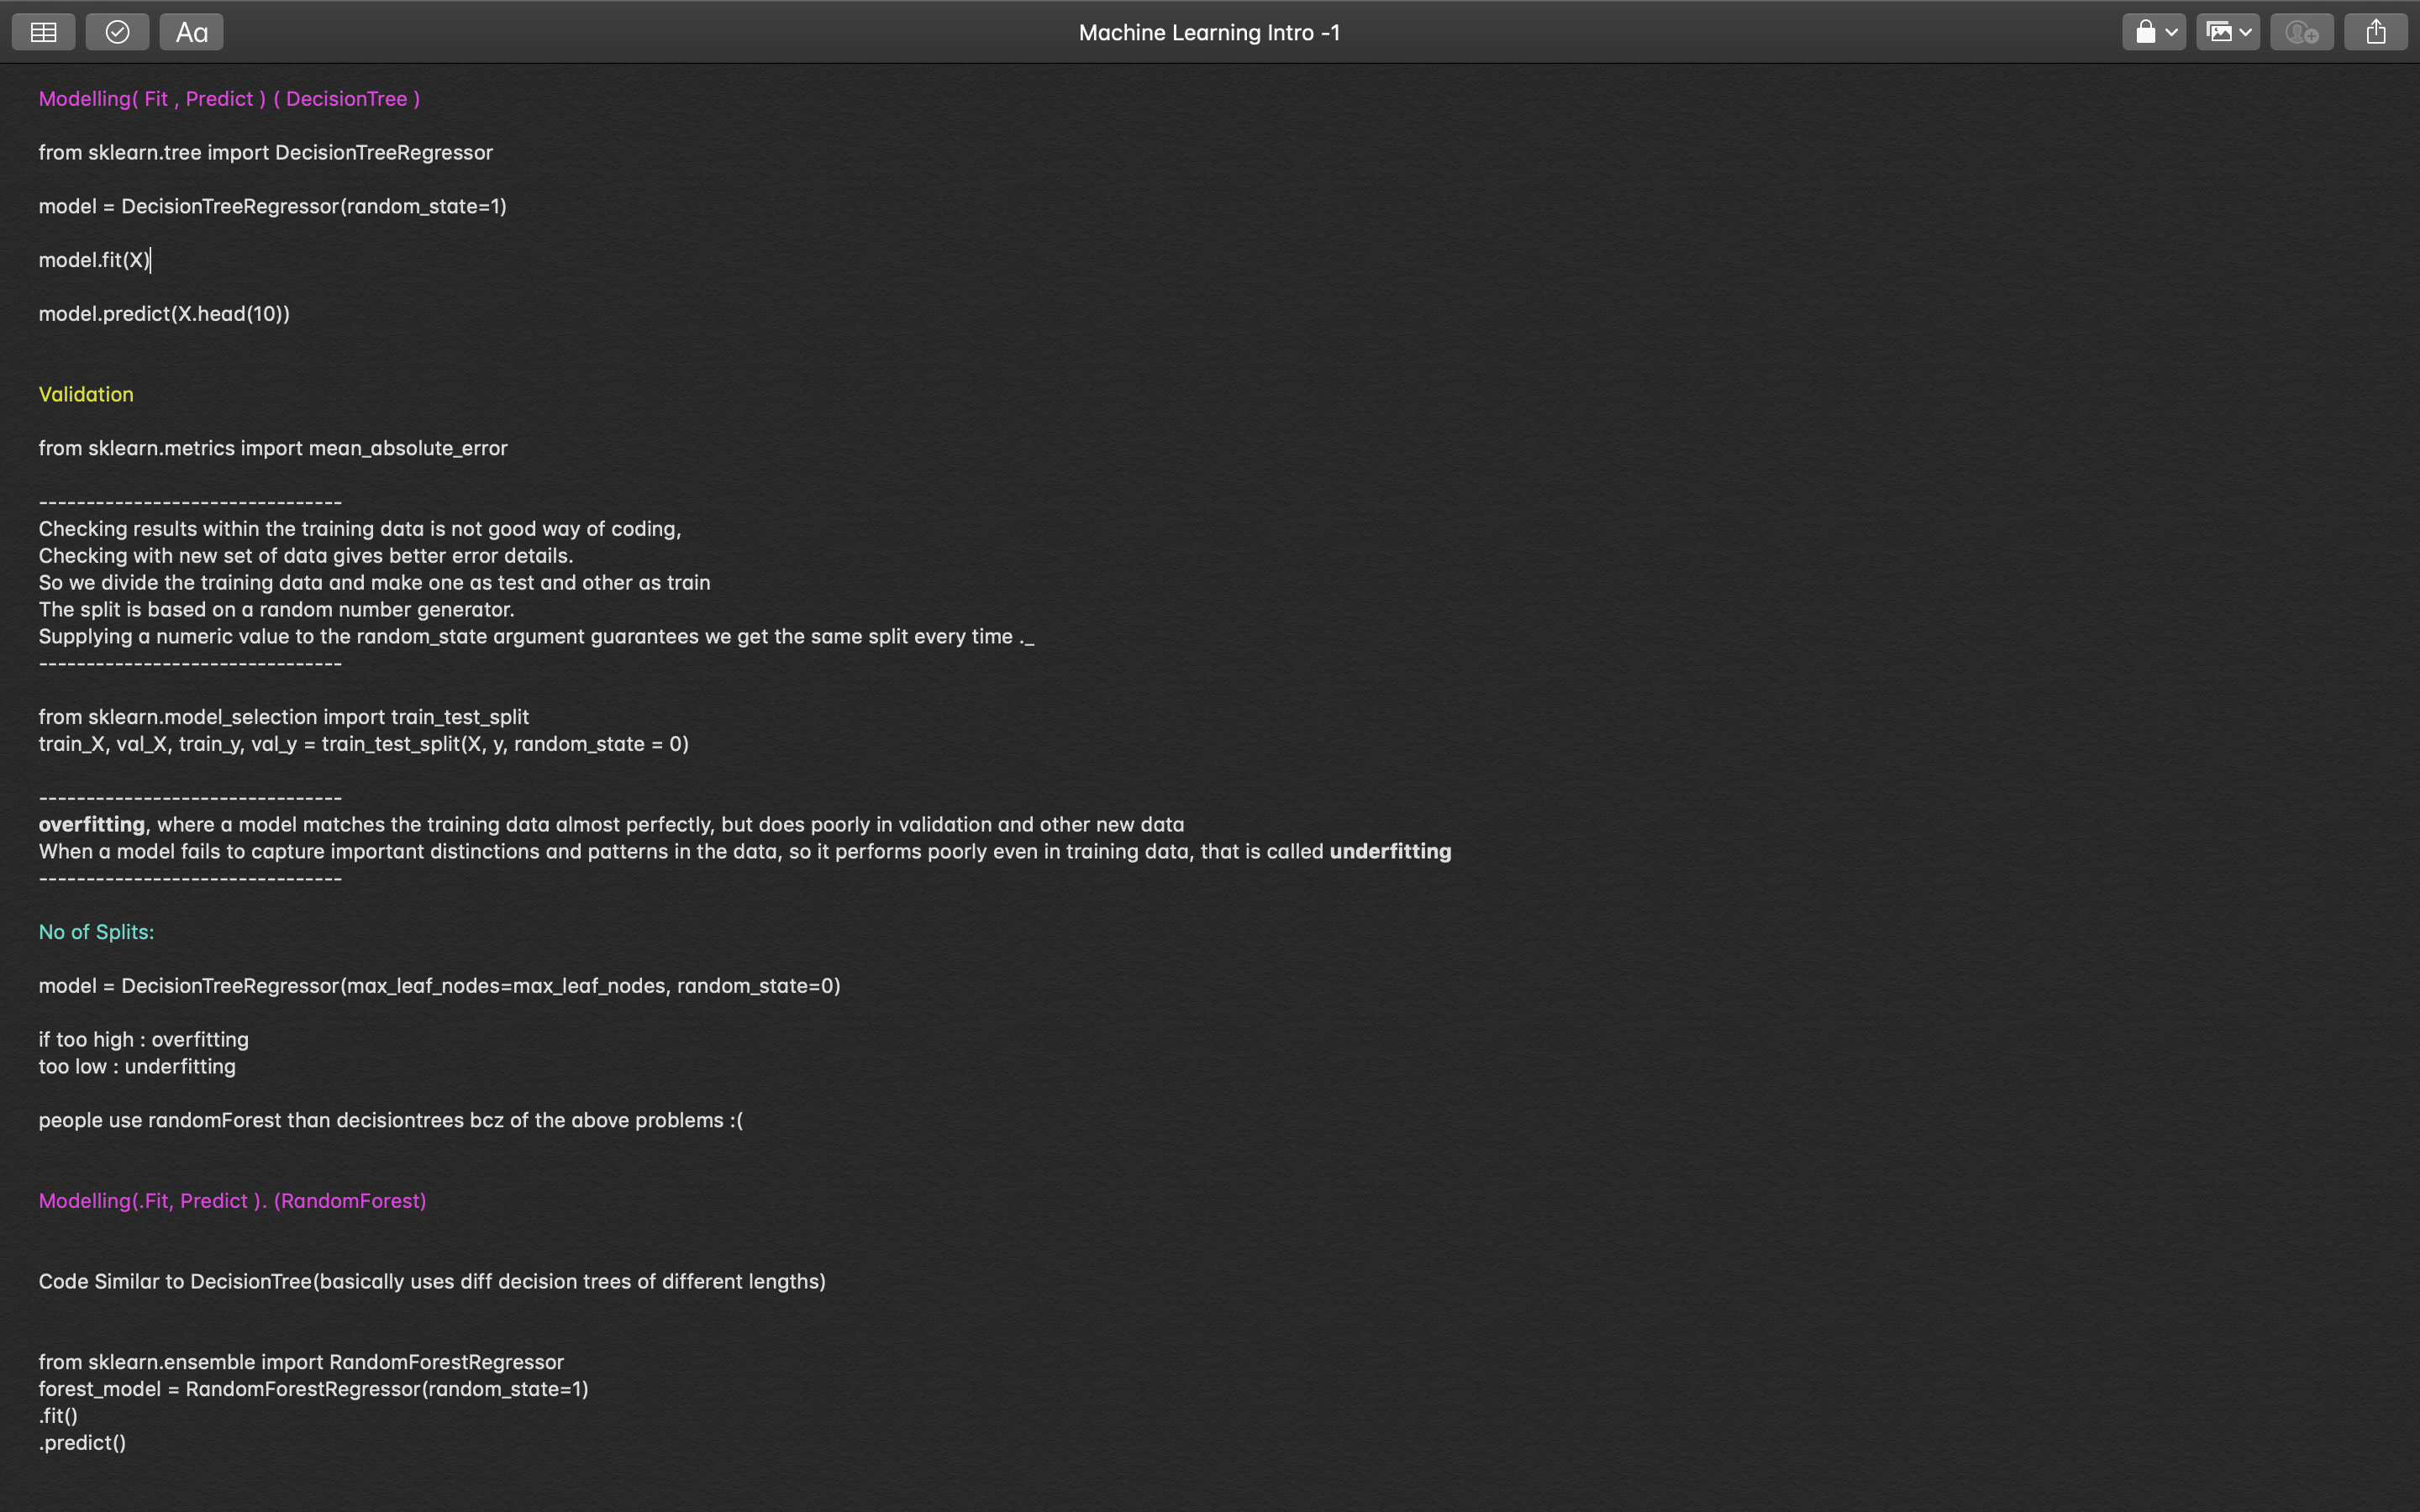 Aa
Machine Learning Intro -1
Modelling( Fit , Predict ) ( DecisionTree )
from sklearn.tree import DecisionTreeRegressor
model = DecisionTreeRegressor(random_state=1)
model.fit(X)
model.predict(X.head(10))
Validation
from sklearn.metrics import mean_absolute_error
--------------------------------
Checking results within the training data is not good way of coding,
Checking with new set of data gives better error details.
So we divide the training data and make one as test and other as train
The split is based on a random number generator.
Supplying a numeric value to the random_state argument guarantees we get the same split every time ._
--------------------------------
from sklearn.model_selection import train_test_split
train_X, val_X, train_y, val_y = train_test_split(X, y, random_state = 0)
--------------------------------
overfitting, where a model matches the training data almost perfectly, but does poorly in validation and other new data
When a model fails to capture important distinctions and patterns in the data, so it performs poorly even in training data, that is called underfitting
--------------------------------
No of Splits:
model = DecisionTreeRegressor(max_leaf_nodes=max_leaf_nodes, random_state=0)
if too high : overfitting
too low : underfitting
people use randomForest than decisiontrees bcz of the above problems :(
Modelling(.Fit, Predict ). (RandomForest)
Code Similar to DecisionTree(basically uses diff decision trees of different lengths)
from sklearn.ensemble import RandomForestRegressor
forest_model = RandomForestRegressor(random_state=1)
.fit()
.predict()